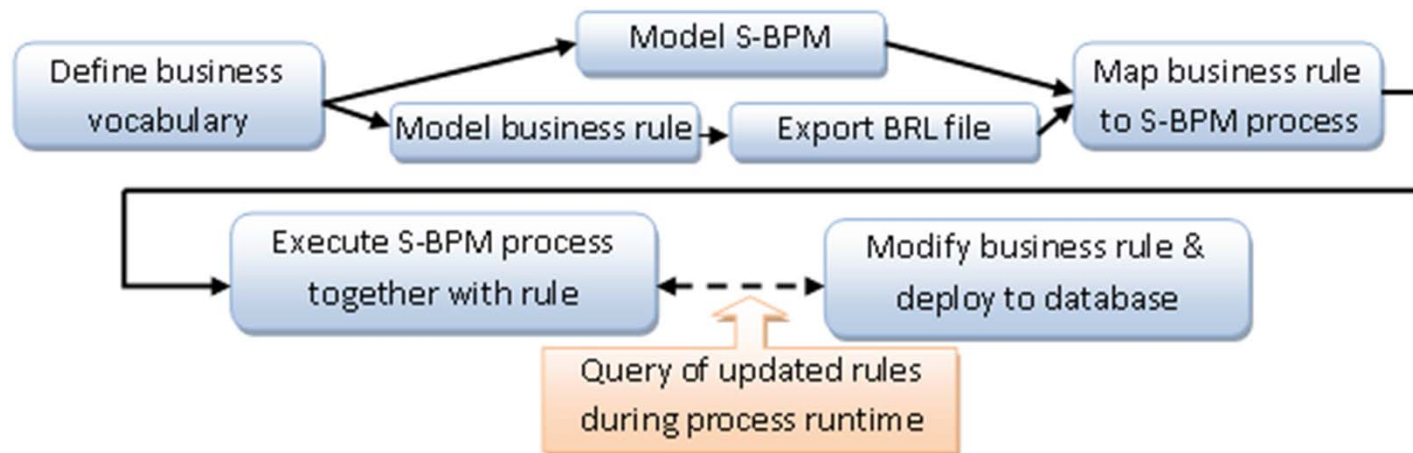 Define business
vocabulary
Model S-BPM
Model business rule
Export BRL file
Map business rule
to S-BPM process
Execute S-BPM process
together with rule
Modify business rule &
deploy to database
Query of updated rules
during process runtime